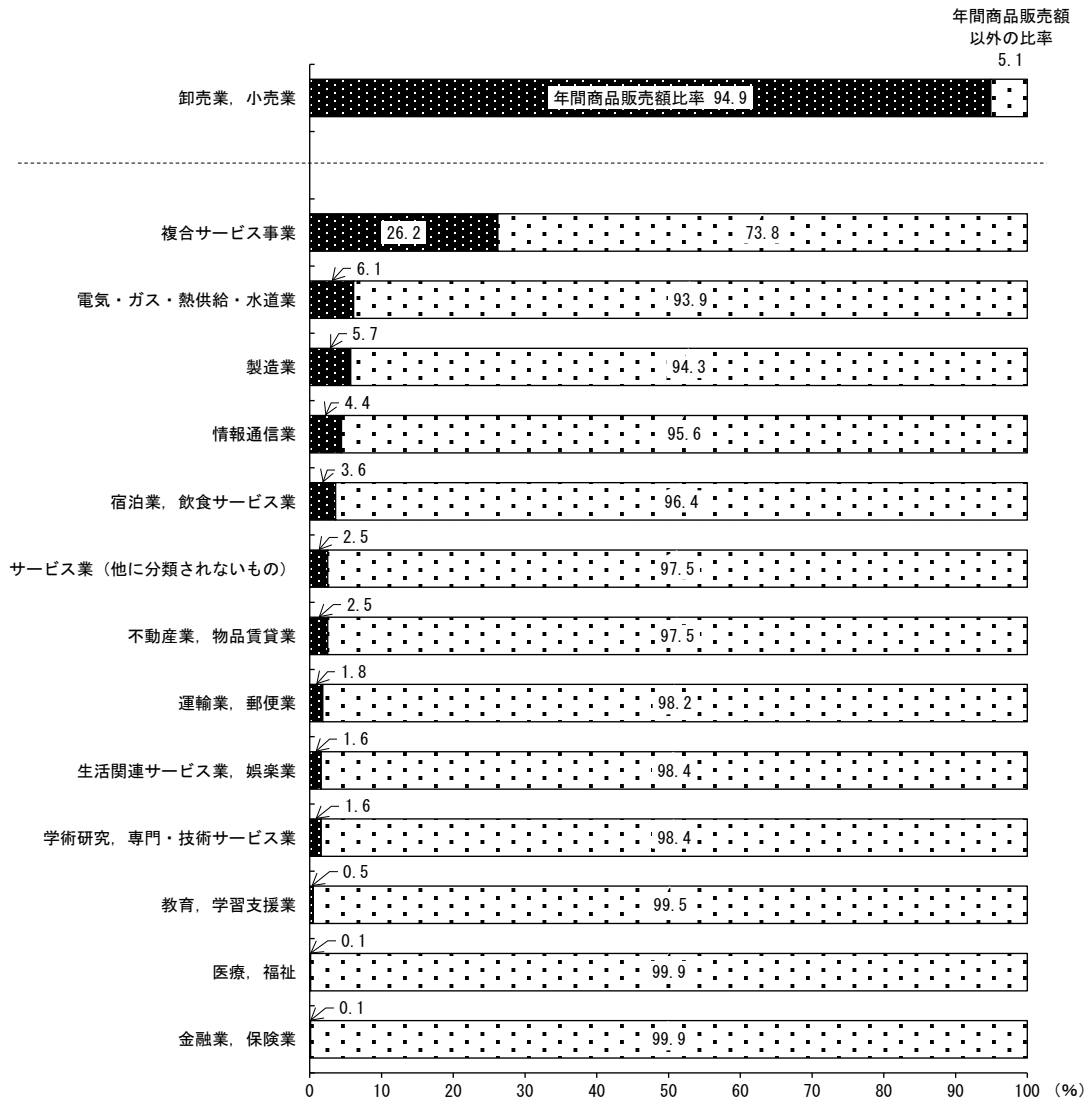 年間商品販売額
以外の比率
5.1
卸売業，小売業
年間商品販売額比率 94.9
複合サービス事業
26.2
73.8
6.1
電気・ガス・熱供給・水道業
93.9
5.7
製造業
94.3
4.4
情報通信業
95.6
3.6
宿泊業，飲食サービス業
96.4
2.5
サービス業（他に分類されないもの）
97.5
2.5
不動産業，物品賃貸業
97.5
1.8
運輸業，郵便業
98.2
1.6
生活関連サービス業，娯楽業
98.4
1.6
学術研究，専門・技術サービス業
98.4
0.5
教育，学習支援業
99.5
0.1
医療，福祉
99.9
0.1
金融業，保険業
99.9
0 10 20 30 40 50 60 70 80 90 100 (%)